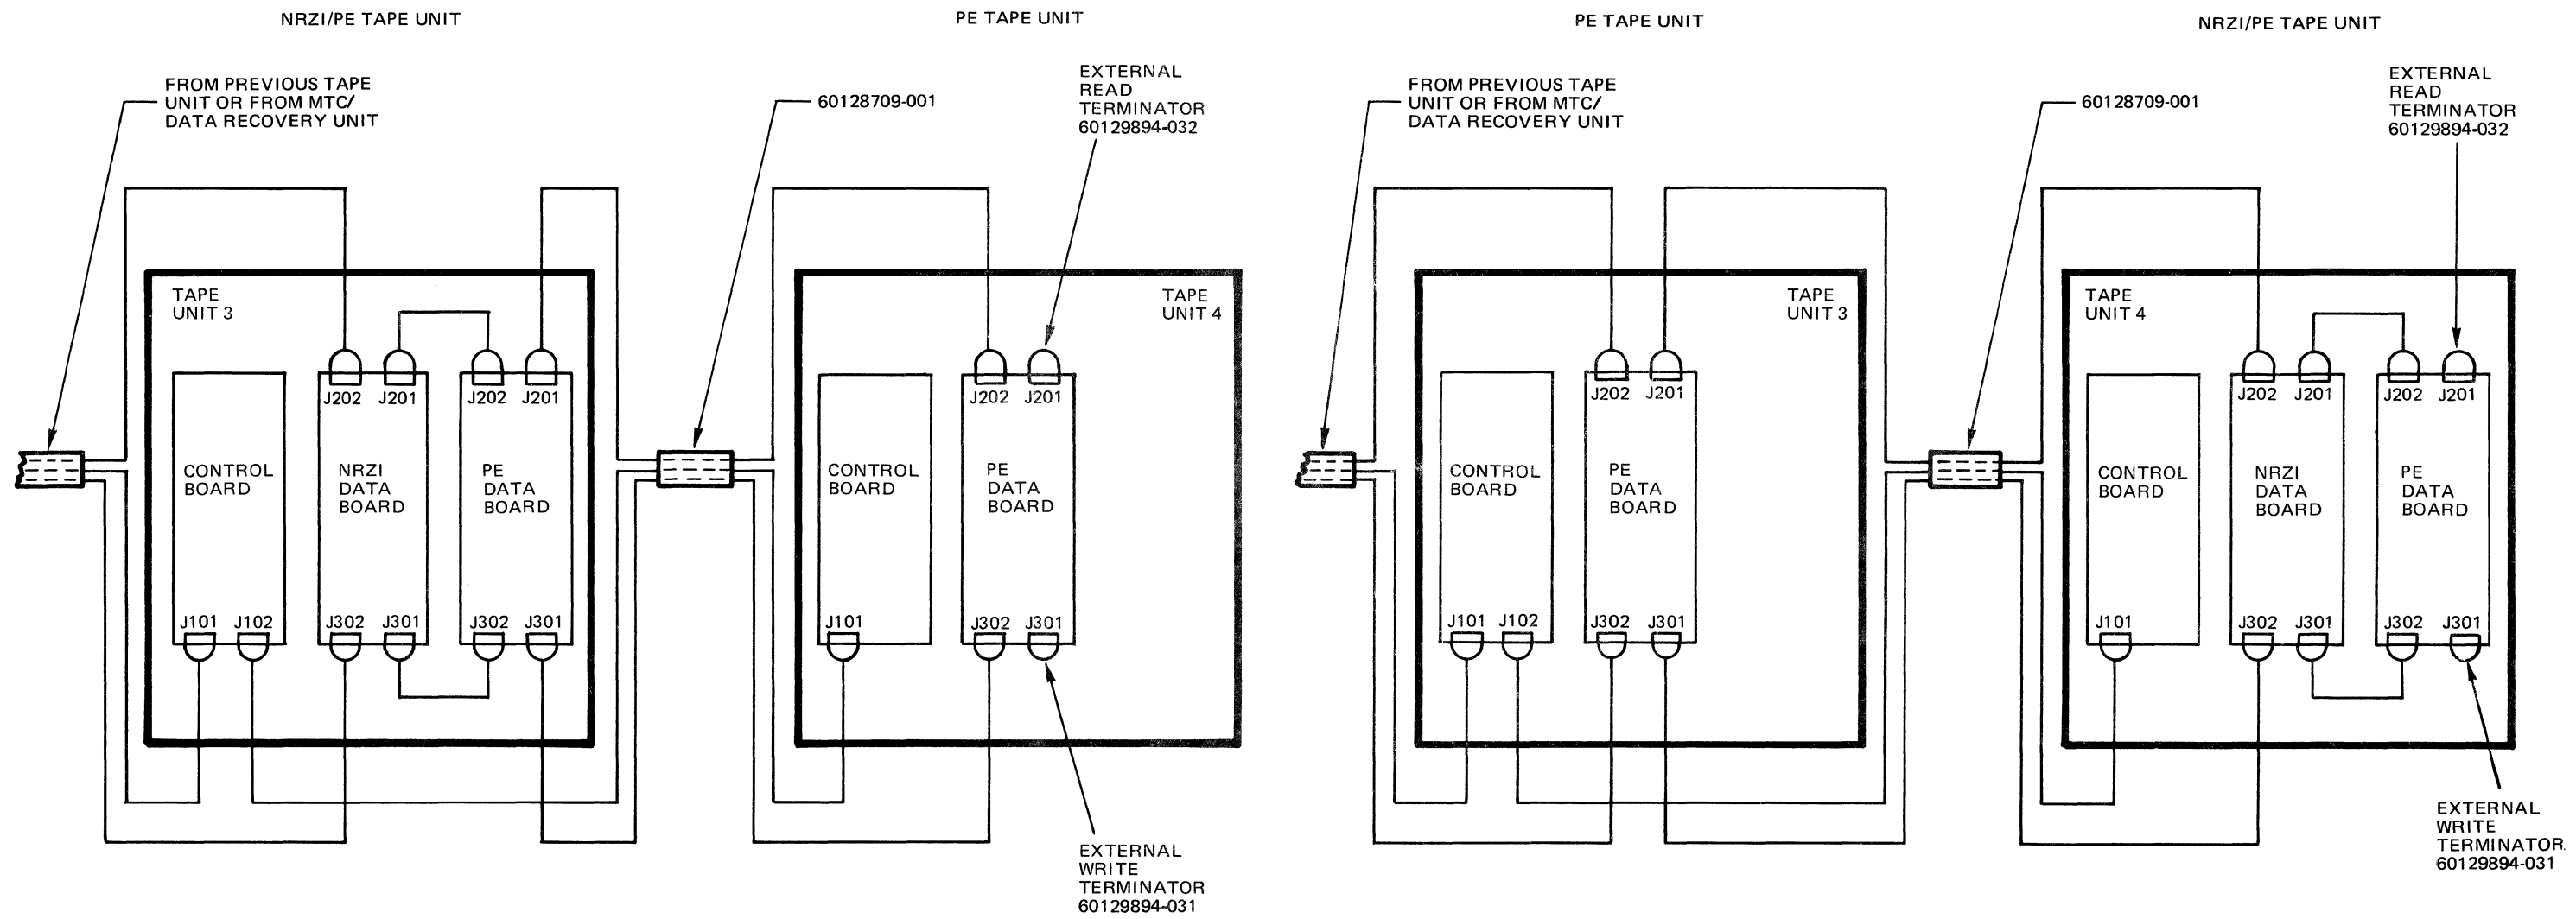 NRZI/PE TAPE UNIT
PE TAPE UNIT
FROM PREVIOUS TAPE
UNIT OR FROM MTC/
DATA RECOVERY UNIT
60128709-001
EXTERNAL
READ
TERMINATOR
60129894-032
TAPE
UNIT 3
J202
J201
J202
J201
CONTROL
BOARD
NRZI
DATA
BOARD
PE
DATA
BOARD
J101
J102
J302
J301
J302
J301
TAPE
UNIT 4
J202
J201
CONTROL
BOARD
PE
DATA
BOARD
J101
J302
J301
EXTERNAL
WRITE
TERMINATOR
60129894-031
PE TAPE UNIT
NRZI/PE TAPE UNIT
FROM PREVIOUS TAPE
UNIT OR FROM MTC/
DATA RECOVERY UNIT
60128709-001
EXTERNAL
READ
TERMINATOR
60129894-032
TAPE
UNIT 3
J202
J201
CONTROL
BOARD
PE
DATA
BOARD
J101
J102
J302
J301
TAPE
UNIT 4
J202
J201
J202
J201
CONTROL
BOARD
NRZI
DATA
BOARD
PE
DATA
BOARD
J101
J302
J301
J302
J301
EXTERNAL
WRITE
TERMINATOR
60129894-031